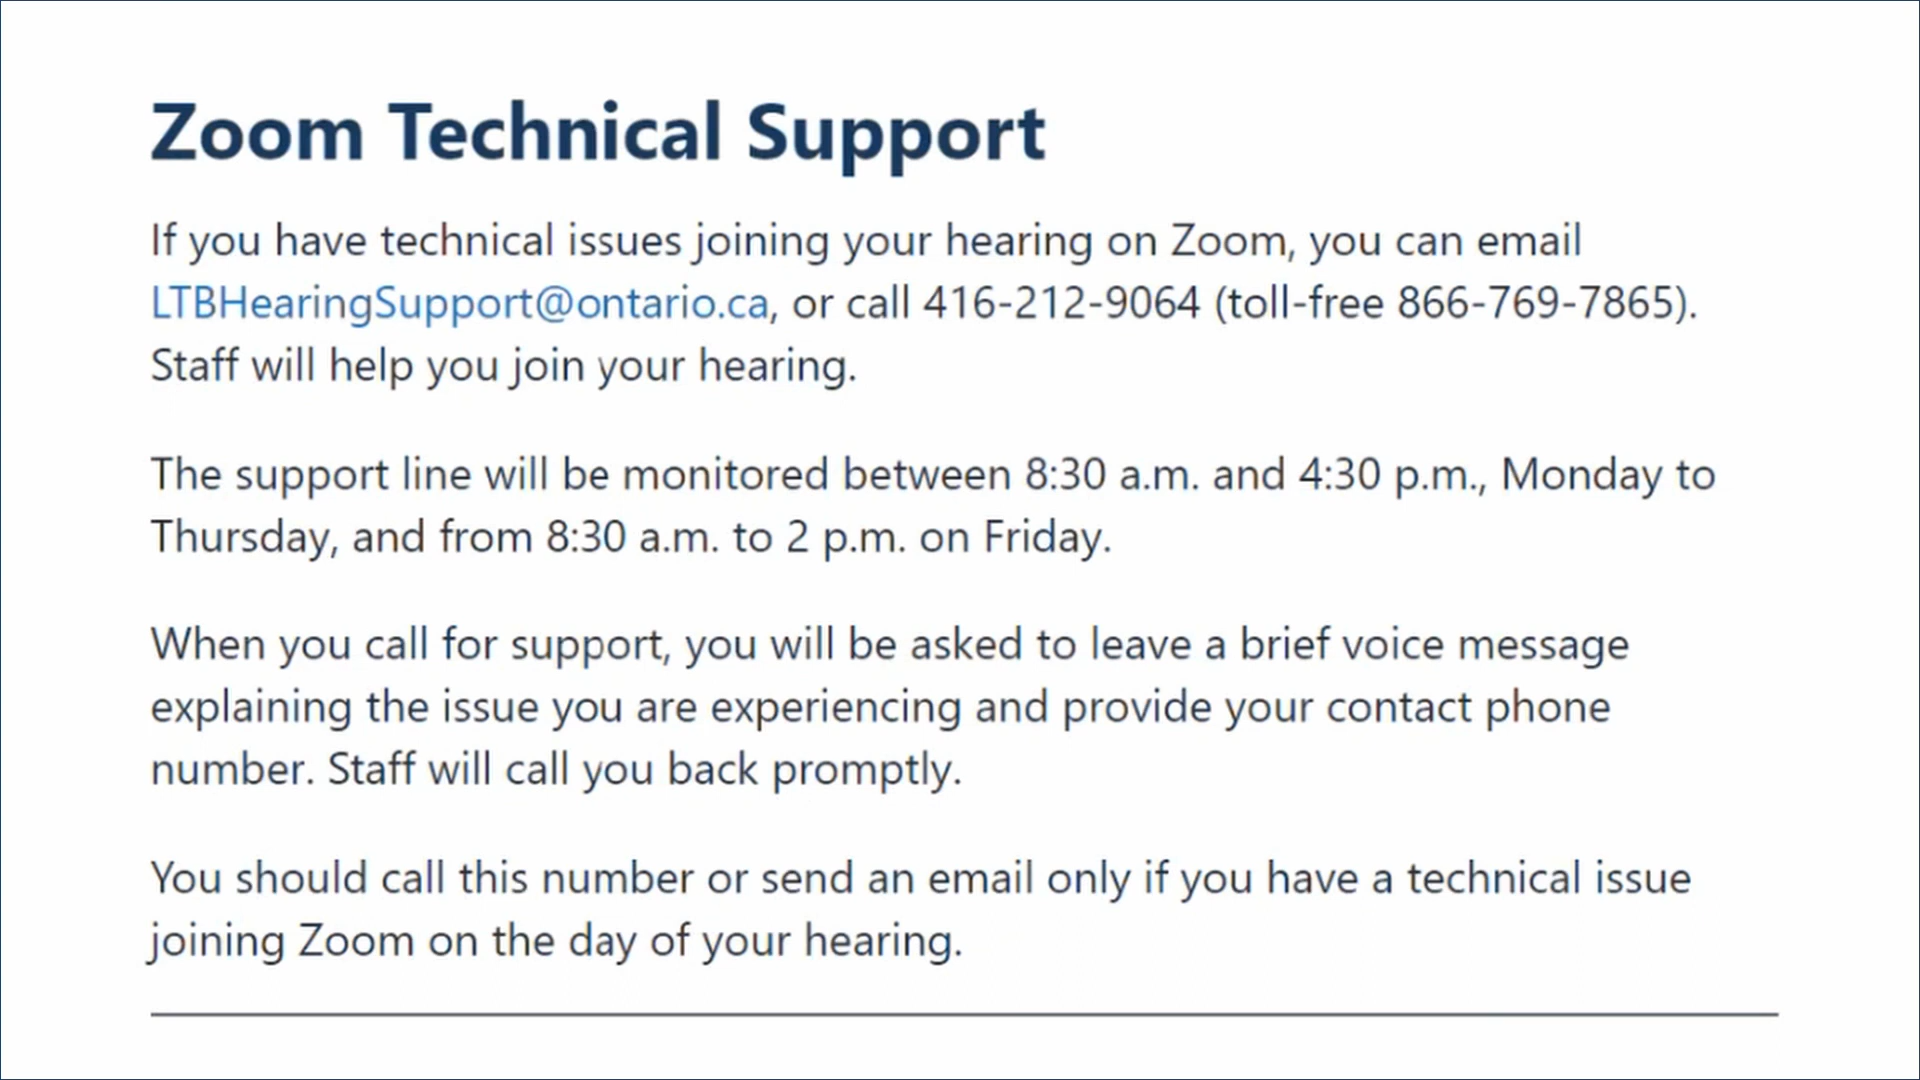 Zoom Technical Support
If you have technical issues joining your hearing on Zoom, you can email
LTBHearingSupport@ontario.ca, or call 416-212-9064 (toll-free 866-769-7865).
Staff will help you join your hearing.
The support line will be monitored between 8:30 a.m. and 4:30 p.m., Monday to
Thursday, and from 8:30 a.m. to 2 p.m. on Friday.
When you call for support, you will be asked to leave a brief voice message
explaining the issue you are experiencing and provide your contact phone
number. Staff will call you back promptly.
You should call this number or send an email only if you have a technical issue
joining Zoom on the day of your hearing.